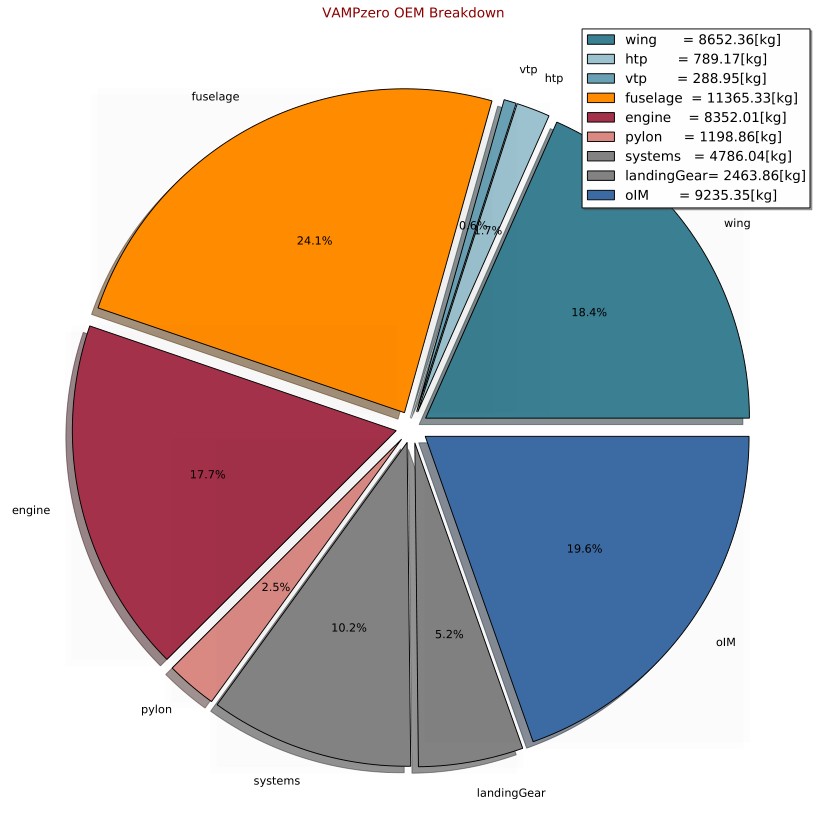 VAMPzero OEM Breakdown
wing = 8652.36[kg]
htp = 789.17[kg]
vtp = 288.95[kg]
fuselage = 11365.33[kg]
engine = 8352.01[kg]
pylon = 1198.86[kg]
systems = 4786.04[kg]
landingGear= 2463.86[kg]
oIM = 9235.35[kg]
vtp
htp
fuselage
wing
0.6%
1.7%
24.1%
18.4%
17.7%
engine
19.6%
2.5%
10.2%
5.2%
oIM
pylon
systems
landingGear